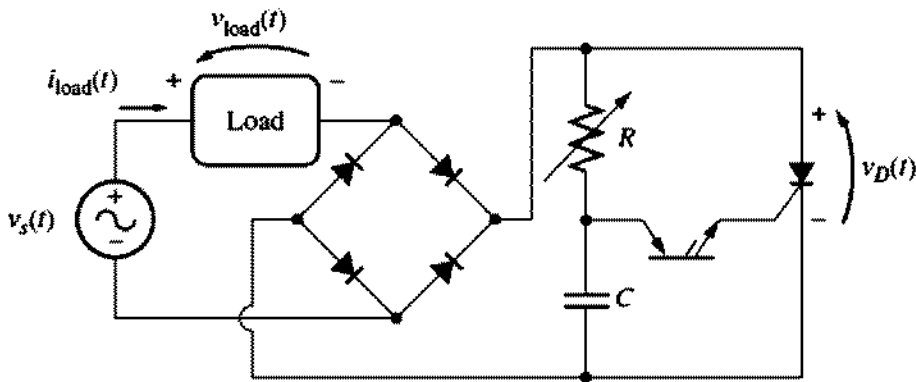 v_load(t)
i_load(t)
+
−
Load
R
+
v_D(t)
−
v_s(t)
+
−
C